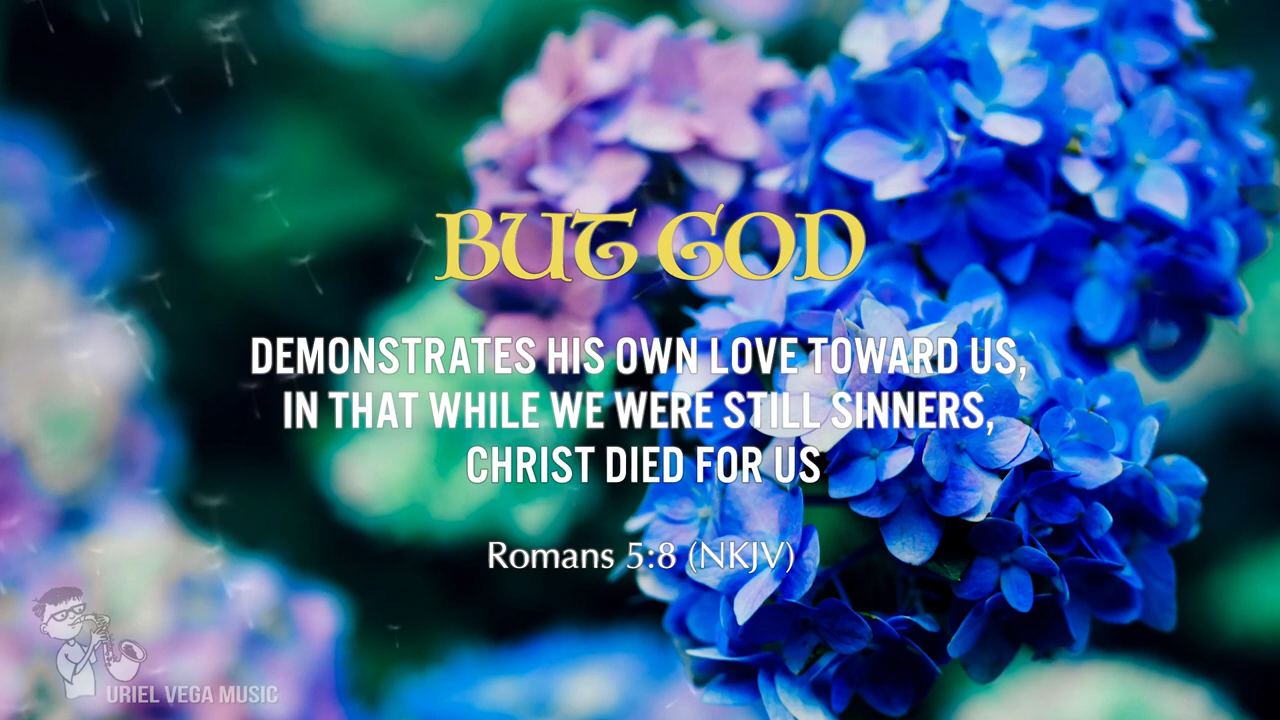 BUT GOD
DEMONSTRATES HIS OWN LOVE TOWARD US,
IN THAT WHILE WE WERE STILL SINNERS,
CHRIST DIED FOR US
Romans 5:8 (NKJV)
URIEL VEGA MUSIC